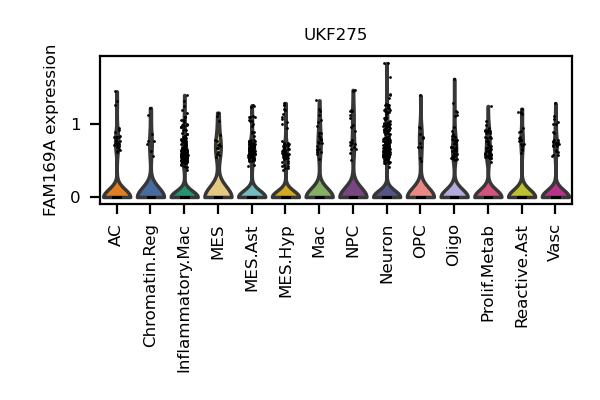 UKF275
FAM169A expression
1
0
AC
Chromatin.Reg
Inflammatory.Mac
MES
MES.Ast
MES.Hyp
Mac
NPC
Neuron
OPC
Oligo
Prolif.Metab
Reactive.Ast
Vasc